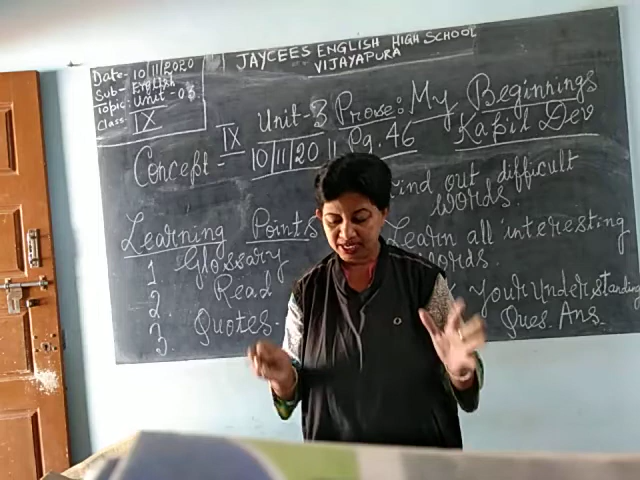 Date- 10/11/2020
Sub- English
Topic: Unit - 03
Class- IX
JAYCEES ENGLISH HIGH SCHOOL
VIJAYAPURA
Unit-3 Prose: My Beginnings
Concept- IX 10/11/20 Pg. 46 Kapil Dev
Learning Points
1. Glossary
2. Read
3. Quotes.
Find out difficult
words.
Learn all interesting
words.
Your understanding
Ques. Ans.